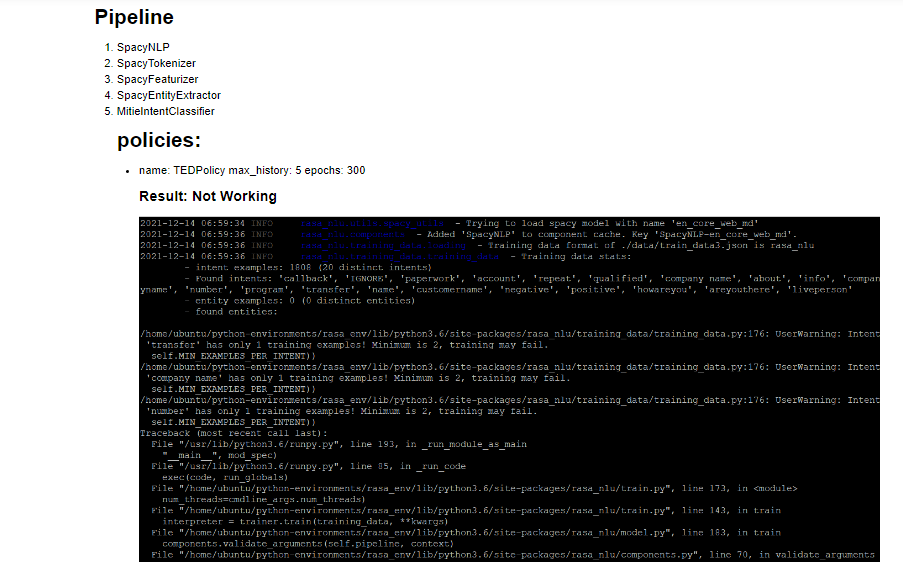 Pipeline
1. SpacyNLP
2. SpacyTokenizer
3. SpacyFeaturizer
4. SpacyEntityExtractor
5. MitieIntentClassifier
policies:
• name: TEDPolicy max_history: 5 epochs: 300
Result: Not Working
2021-12-14 06:59:34 INFO - Trying to load spacy model with name 'en_core_web_md'
2021-12-14 06:59:36 INFO - Added 'SpacyNLP' to component cache. Key 'SpacyNLP-en_core_web_md'.
2021-12-14 06:59:36 INFO - Training data format of ./data/train_data3.json is rasa_nlu
2021-12-14 06:59:36 INFO - Training data stats:
- intent examples: 1808 (20 distinct intents)
- Found intents: 'callback', 'IGNORE', 'paperwork', 'account', 'repeat', 'qualified', 'company name', 'about', 'info', 'compan
yname', 'number', 'program', 'transfer', 'name', 'customername', 'negative', 'positive', 'howareyou', 'areyouthere', 'liveperson'
- entity examples: 0 (0 distinct entities)
- found entities:
/home/ubuntu/python-environments/rasa_env/lib/python3.6/site-packages/rasa_nlu/training_data/training_data.py:176: UserWarning: Intent
'transfer' has only 1 training examples! Minimum is 2, training may fail.
self.MIN_EXAMPLES_PER_INTENT))
/home/ubuntu/python-environments/rasa_env/lib/python3.6/site-packages/rasa_nlu/training_data/training_data.py:176: UserWarning: Intent
'company name' has only 1 training examples! Minimum is 2, training may fail.
self.MIN_EXAMPLES_PER_INTENT))
/home/ubuntu/python-environments/rasa_env/lib/python3.6/site-packages/rasa_nlu/training_data/training_data.py:176: UserWarning: Intent
'number' has only 1 training examples! Minimum is 2, training may fail.
self.MIN_EXAMPLES_PER_INTENT))
Traceback (most recent call last):
File "/usr/lib/python3.6/runpy.py", line 193, in _run_module_as_main
"__main__", mod_spec)
File "/usr/lib/python3.6/runpy.py", line 85, in _run_code
exec(code, run_globals)
File "/home/ubuntu/python-environments/rasa_env/lib/python3.6/site-packages/rasa_nlu/train.py", line 173, in <module>
num_threads=cmdline_args.num_threads)
File "/home/ubuntu/python-environments/rasa_env/lib/python3.6/site-packages/rasa_nlu/train.py", line 143, in train
interpreter = trainer.train(training_data, **kwargs)
File "/home/ubuntu/python-environments/rasa_env/lib/python3.6/site-packages/rasa_nlu/model.py", line 183, in train
components.validate_arguments(self.pipeline, context)
File "/home/ubuntu/python-environments/rasa_env/lib/python3.6/site-packages/rasa_nlu/components.py", line 70, in validate_arguments